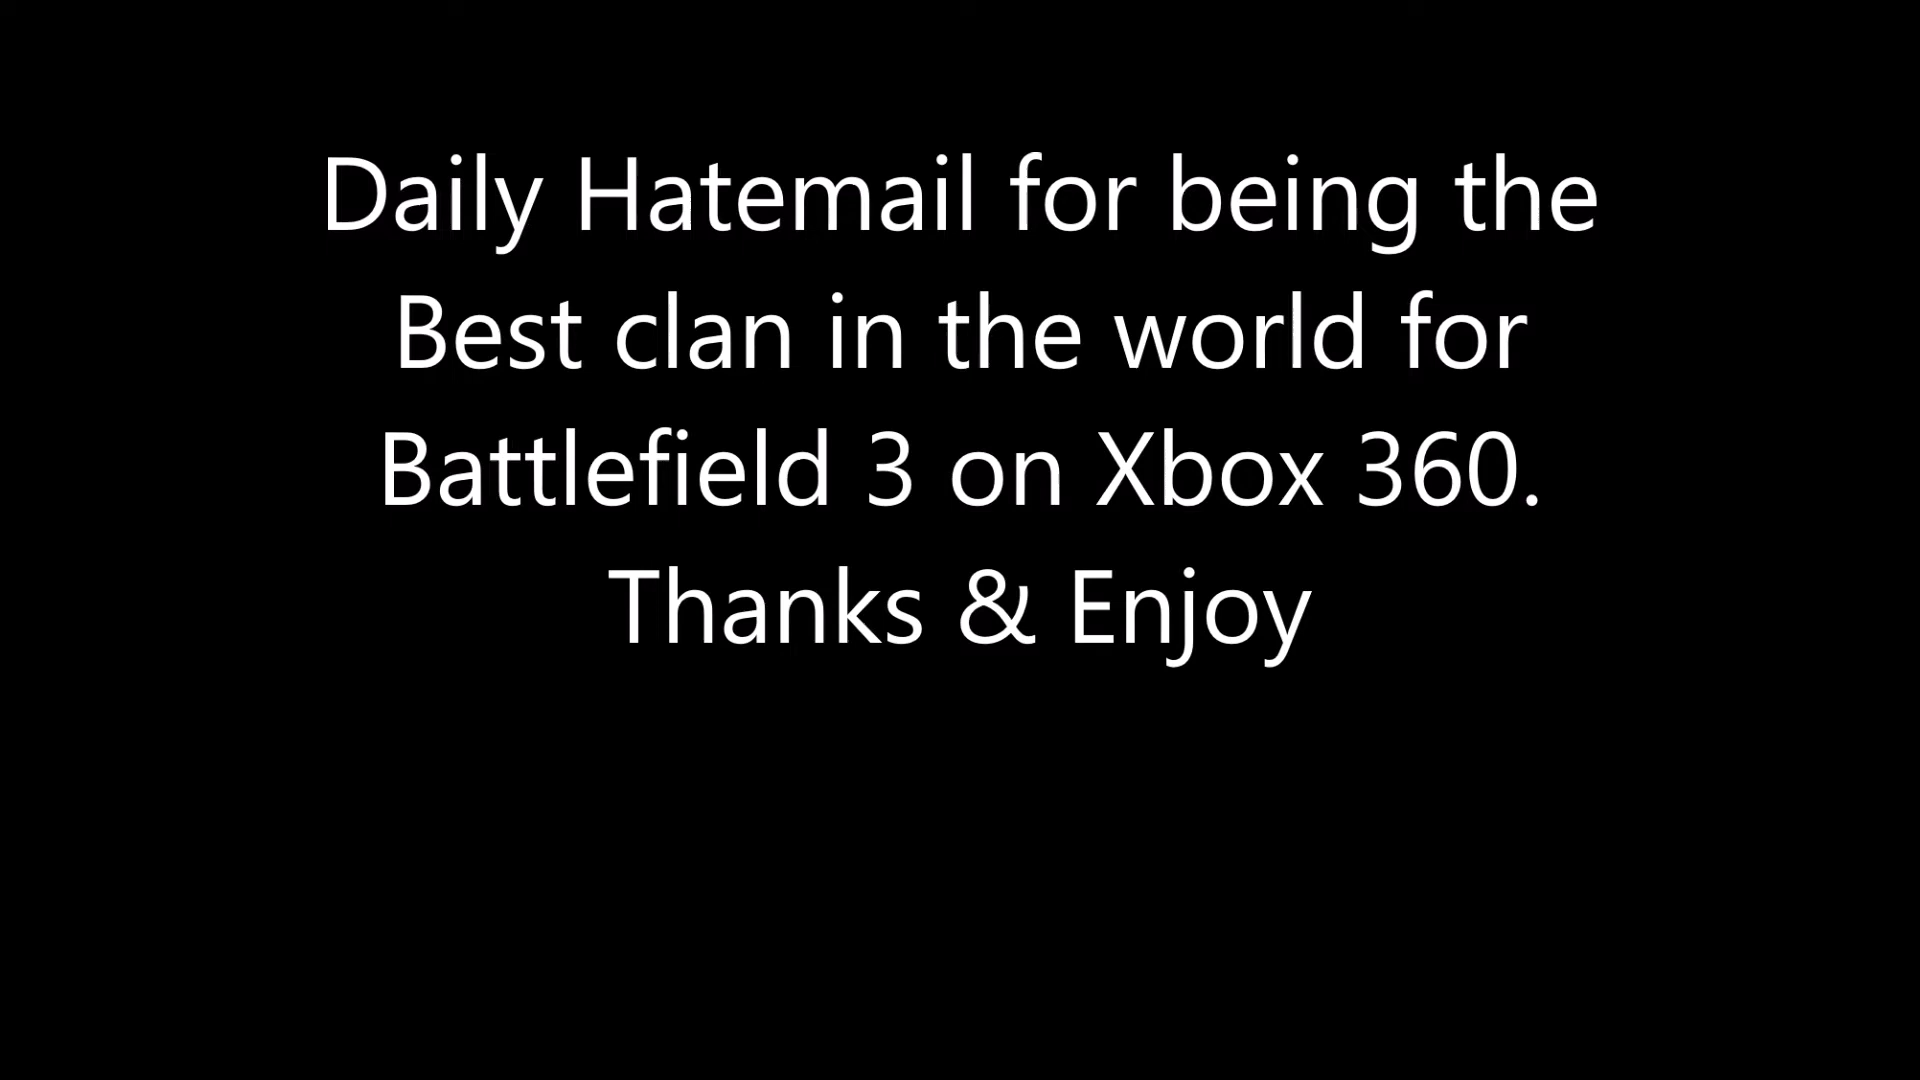 Daily Hatemail for being the
Best clan in the world for
Battlefield 3 on Xbox 360.
Thanks & Enjoy